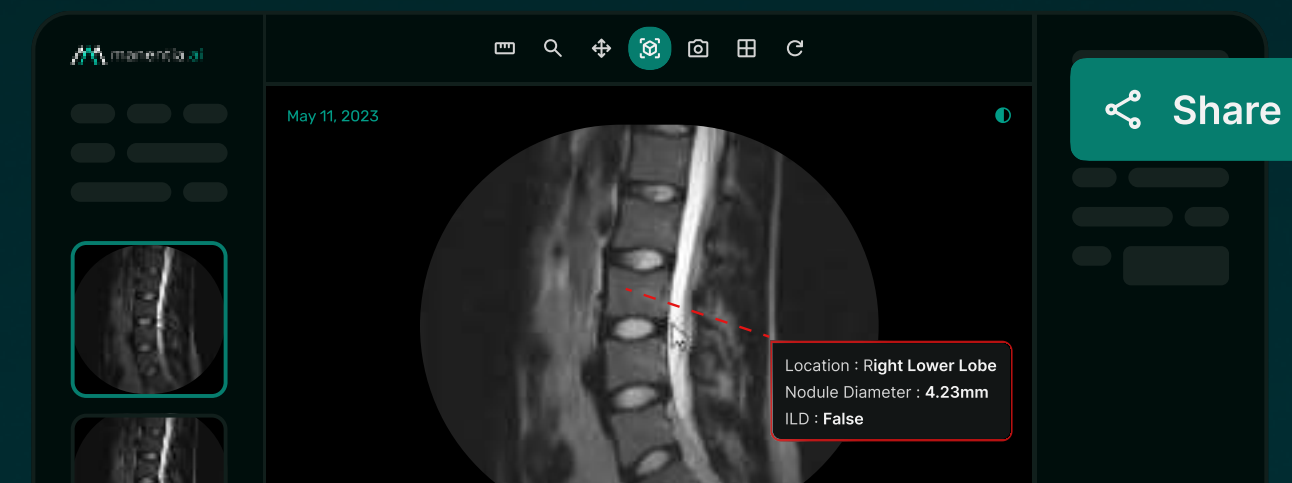 manentia.ai
May 11, 2023
Share
Location : Right Lower Lobe
Nodule Diameter : 4.23mm
ILD : False